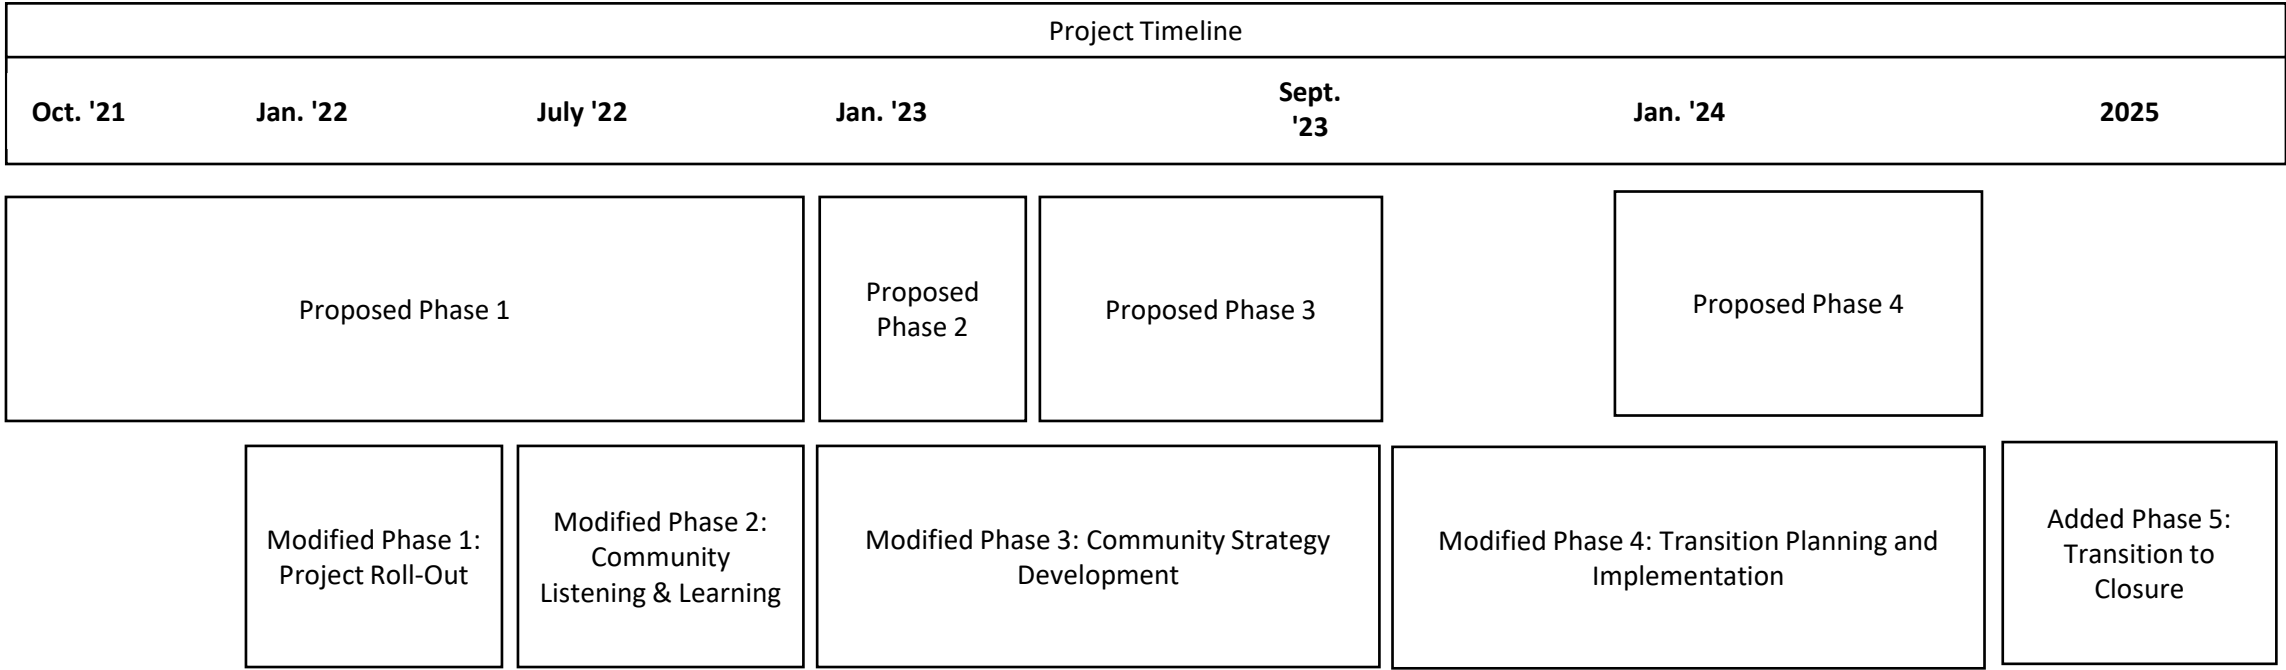 Project Timeline
Oct. '21
Jan. '22
July '22
Jan. '23
Sept.
'23
Jan. '24
2025
Proposed Phase 1
Proposed
Phase 2
Proposed Phase 3
Proposed Phase 4
Modified Phase 1:
Project Roll-Out
Modified Phase 2:
Community
Listening & Learning
Modified Phase 3: Community Strategy
Development
Modified Phase 4: Transition Planning and
Implementation
Added Phase 5:
Transition to
Closure